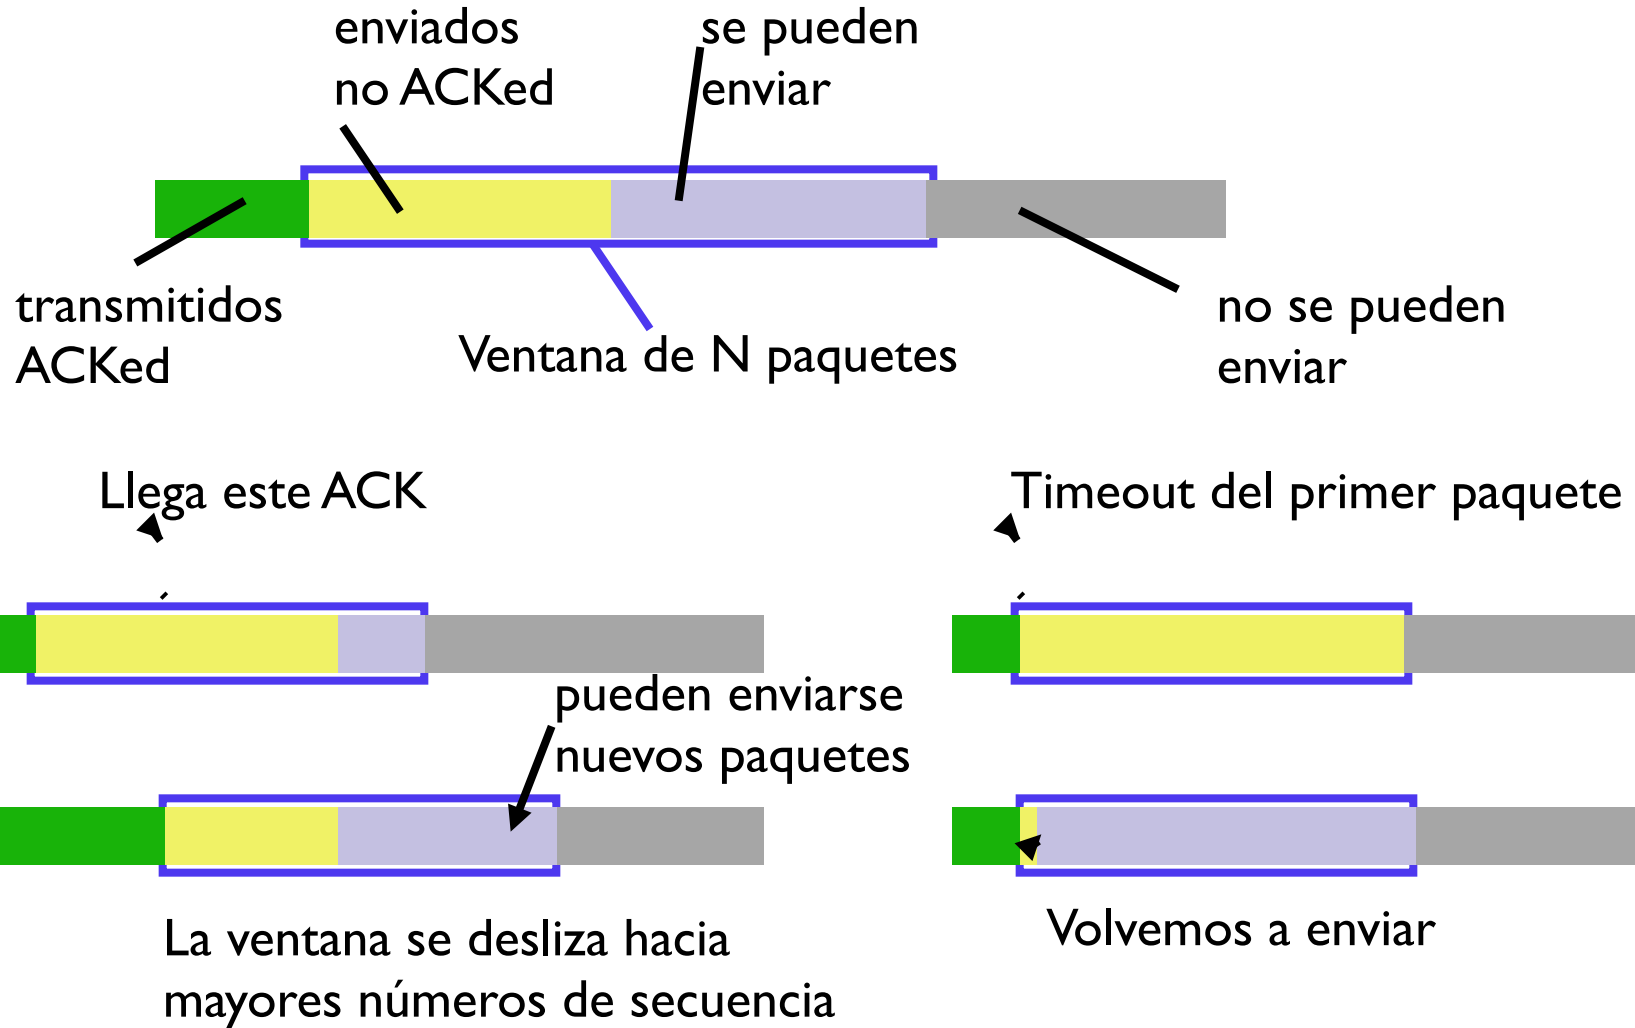 enviados
no ACKed
se pueden
enviar
transmitidos
ACKed
Ventana de N paquetes
no se pueden
enviar
Llega este ACK
Timeout del primer paquete
pueden enviarse
nuevos paquetes
La ventana se desliza hacia
mayores números de secuencia
Volvemos a enviar